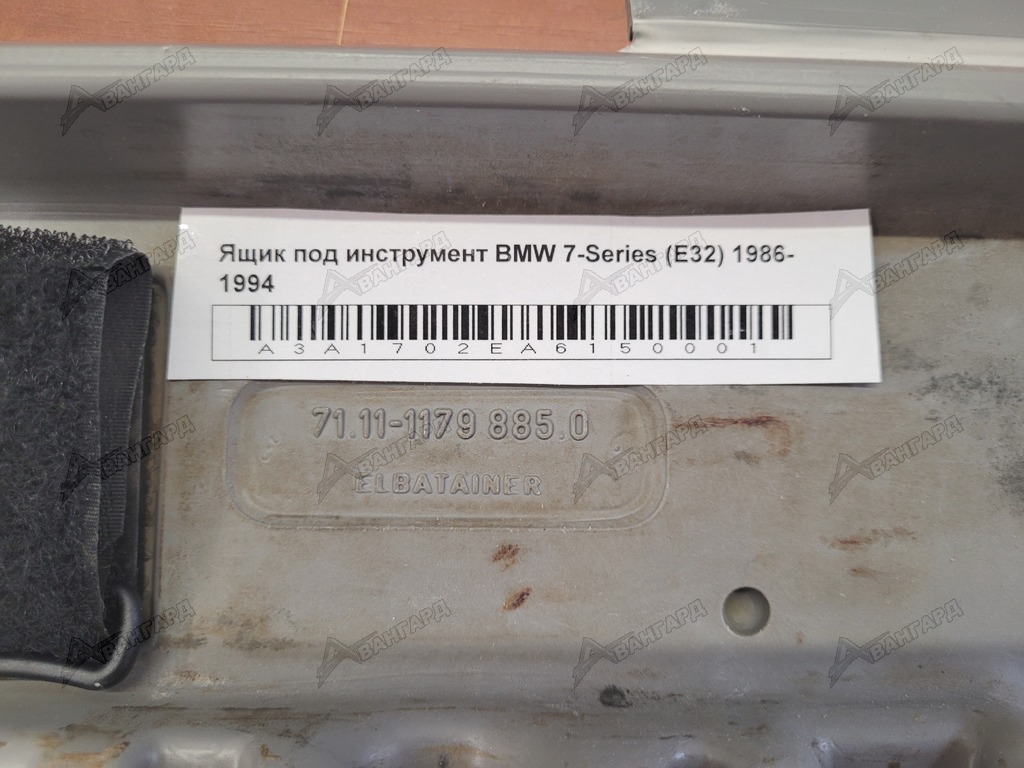 Ящик под инструмент BMW 7-Series (E32) 1986-
1994
A3A1702EA6150001
71.11-1179 885.0
ELBATAINER
АВАНГАРД